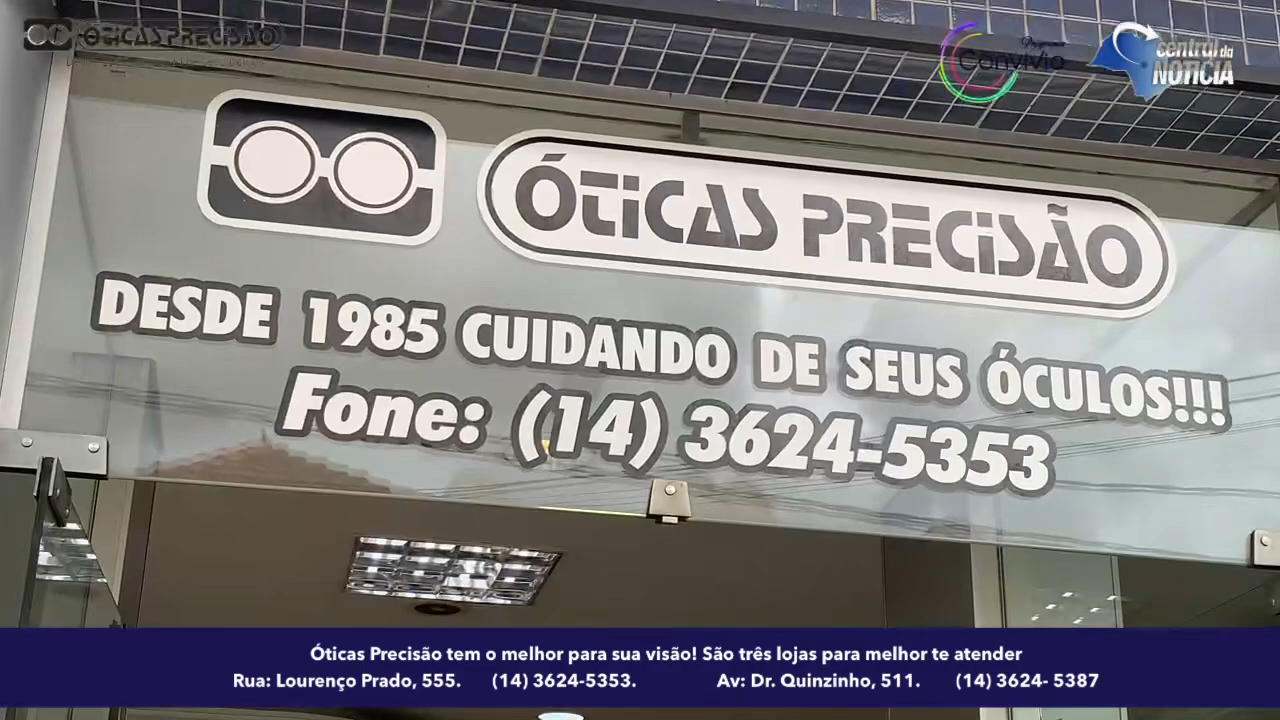 ÓTICAS PRECISÃO
Programa
Convívio
central da
NOTÍCIA
ÓTICAS PRECISÃO
DESDE 1985 CUIDANDO DE SEUS ÓCULOS!!!
Fone: (14) 3624-5353
Óticas Precisão tem o melhor para sua visão! São três lojas para melhor te atender
Rua: Lourenço Prado, 555. (14) 3624-5353. Av: Dr. Quinzinho, 511. (14) 3624- 5387